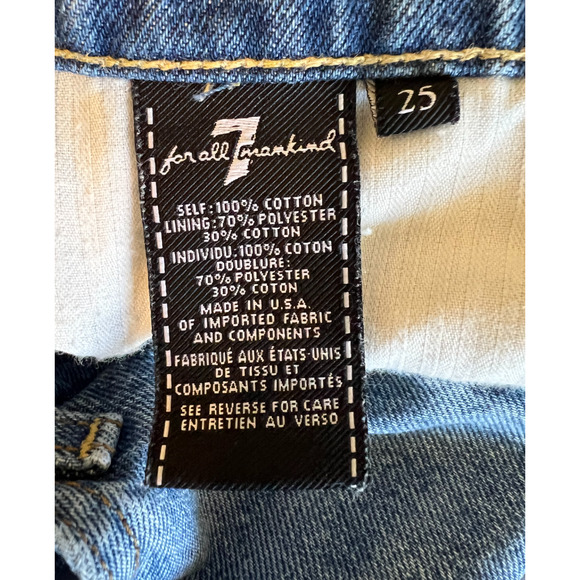 7
for all mankind
25
SELF:100% COTTON
LINING:70% POLYESTER
30% COTTON
INDIVIDU:100% COTON
DOUBLURE:
70% POLYESTER
30% COTON
MADE IN U.S.A.
OF IMPORTED FABRIC
AND COMPONENTS
FABRIQUÉ AUX ÉTATS-UNIS
DE TISSU ET
COMPOSANTS IMPORTÉS
SEE REVERSE FOR CARE
ENTRETIEN AU VERSO